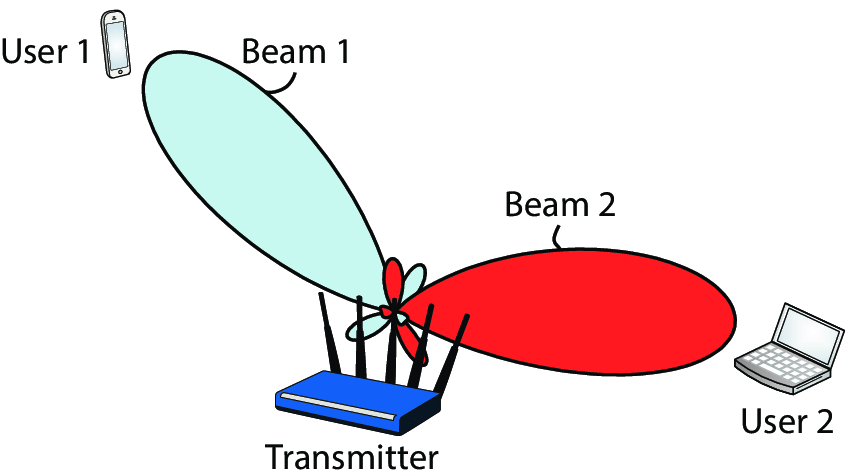 User 1
Beam 1
Beam 2
User 2
Transmitter